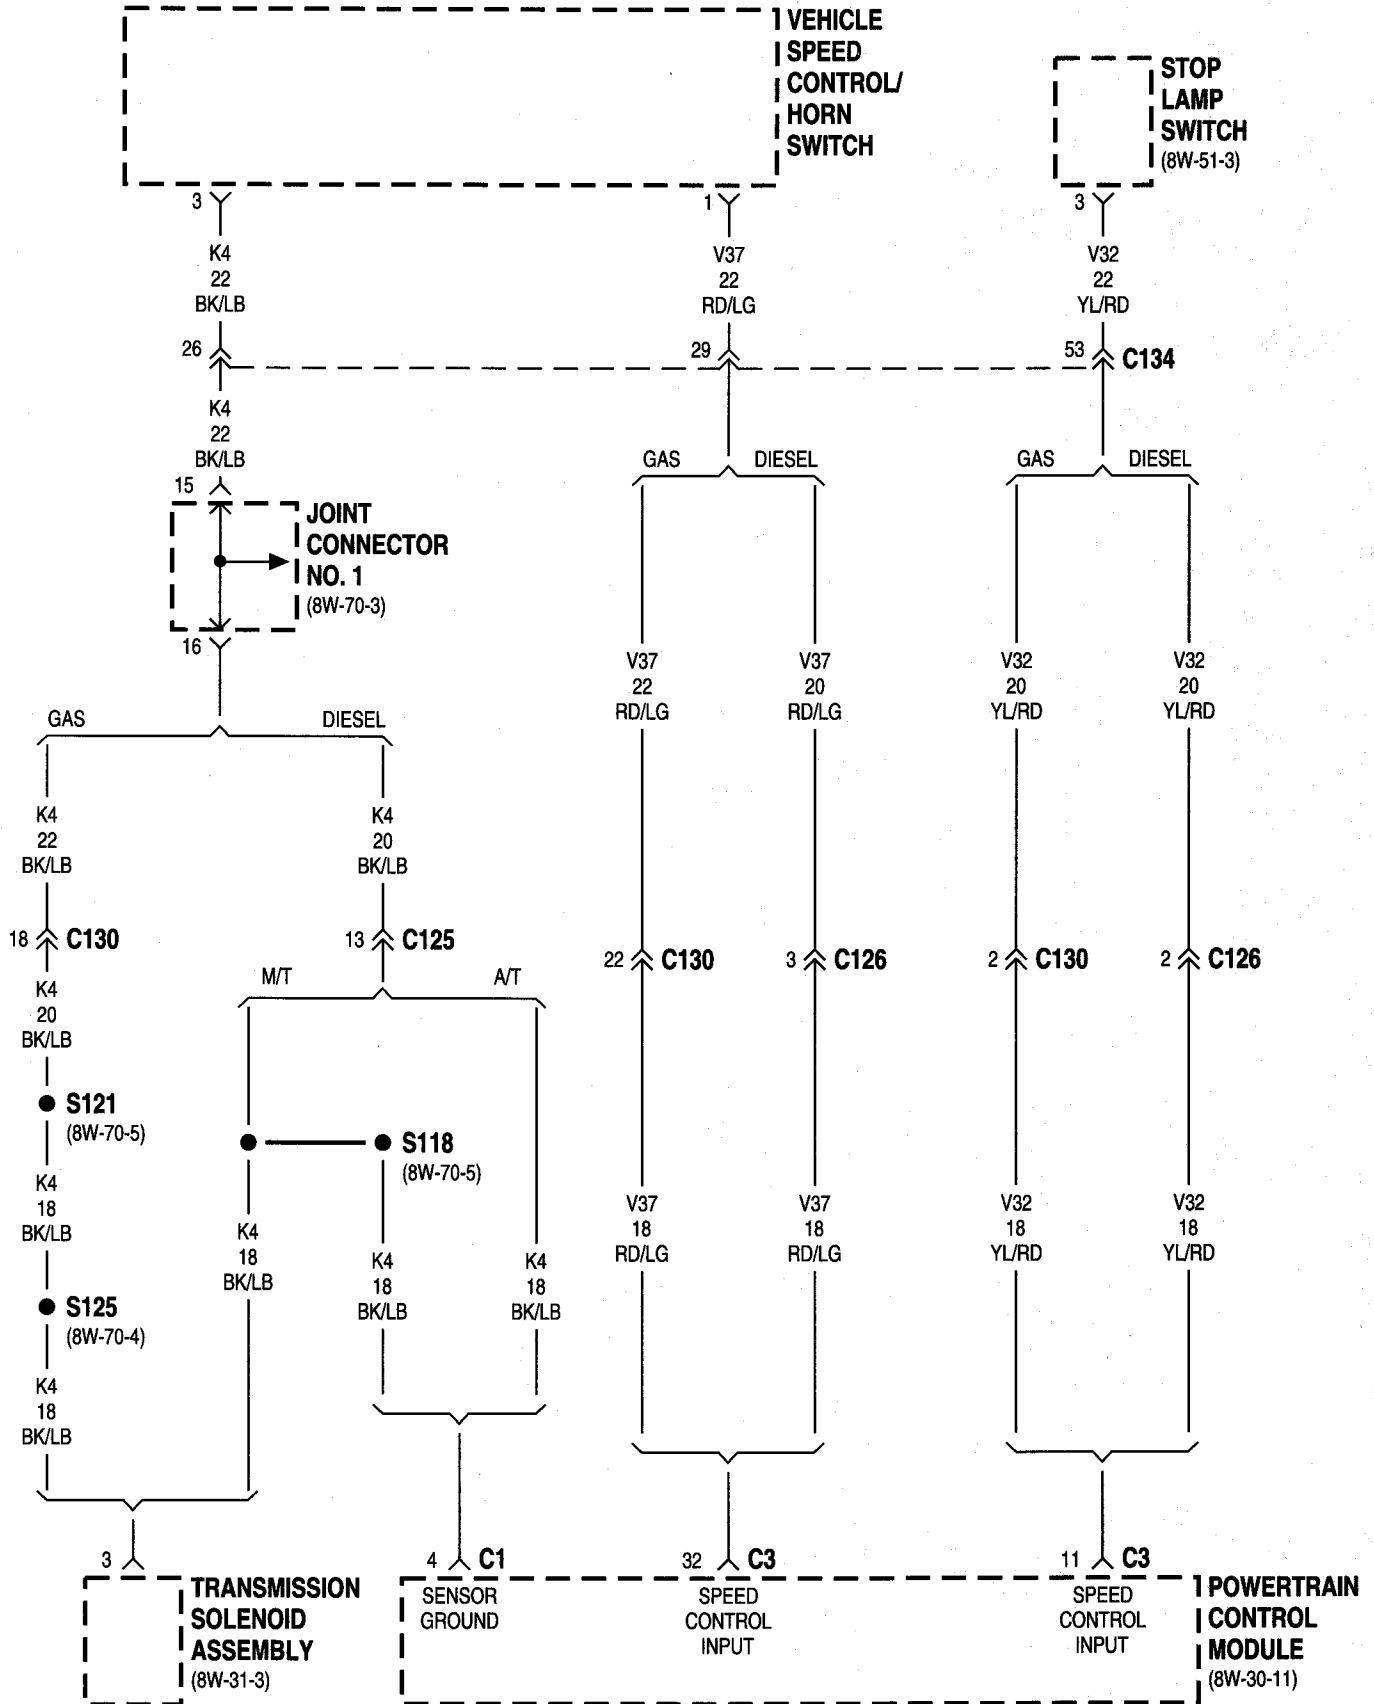 VEHICLE
SPEED
CONTROL/
HORN
SWITCH
STOP
LAMP
SWITCH
(8W-51-3)
3
1
3
K4
22
BK/LB
V37
22
RD/LG
V32
22
YL/RD
26
29
53
C134
K4
22
BK/LB
15
JOINT
CONNECTOR
NO. 1
(8W-70-3)
16
GAS
DIESEL
GAS
DIESEL
GAS
DIESEL
V37
22
RD/LG
V37
20
RD/LG
V32
20
YL/RD
V32
20
YL/RD
K4
22
BK/LB
K4
20
BK/LB
18
C130
13
C125
22
C130
3
C126
2
C130
2
C126
M/T
A/T
K4
20
BK/LB
S121
(8W-70-5)
S118
(8W-70-5)
K4
18
BK/LB
K4
18
BK/LB
K4
18
BK/LB
K4
18
BK/LB
V37
18
RD/LG
V37
18
RD/LG
V32
18
YL/RD
V32
18
YL/RD
S125
(8W-70-4)
K4
18
BK/LB
3
4
C1
32
C3
11
C3
TRANSMISSION
SOLENOID
ASSEMBLY
(8W-31-3)
SENSOR
GROUND
SPEED
CONTROL
INPUT
SPEED
CONTROL
INPUT
POWERTRAIN
CONTROL
MODULE
(8W-30-11)